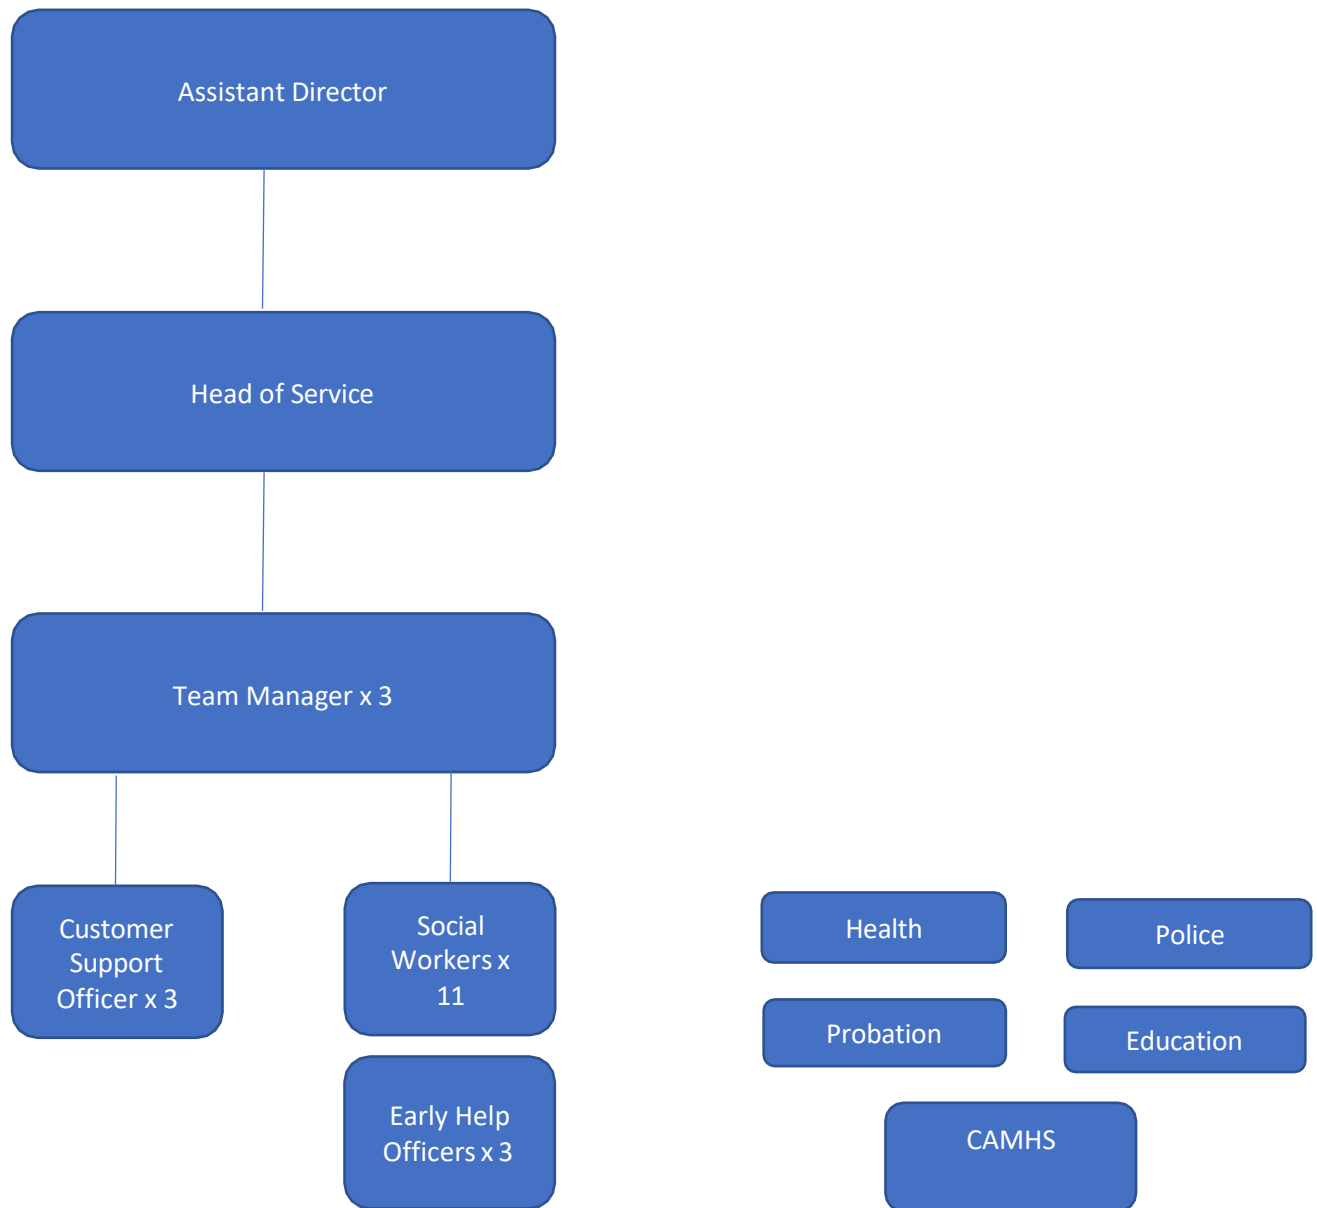 Assistant Director
Head of Service
Team Manager x 3
Customer
Support
Officer x 3
Social
Workers x
11
Early Help
Officers x 3
Health
Police
Probation
Education
CAMHS